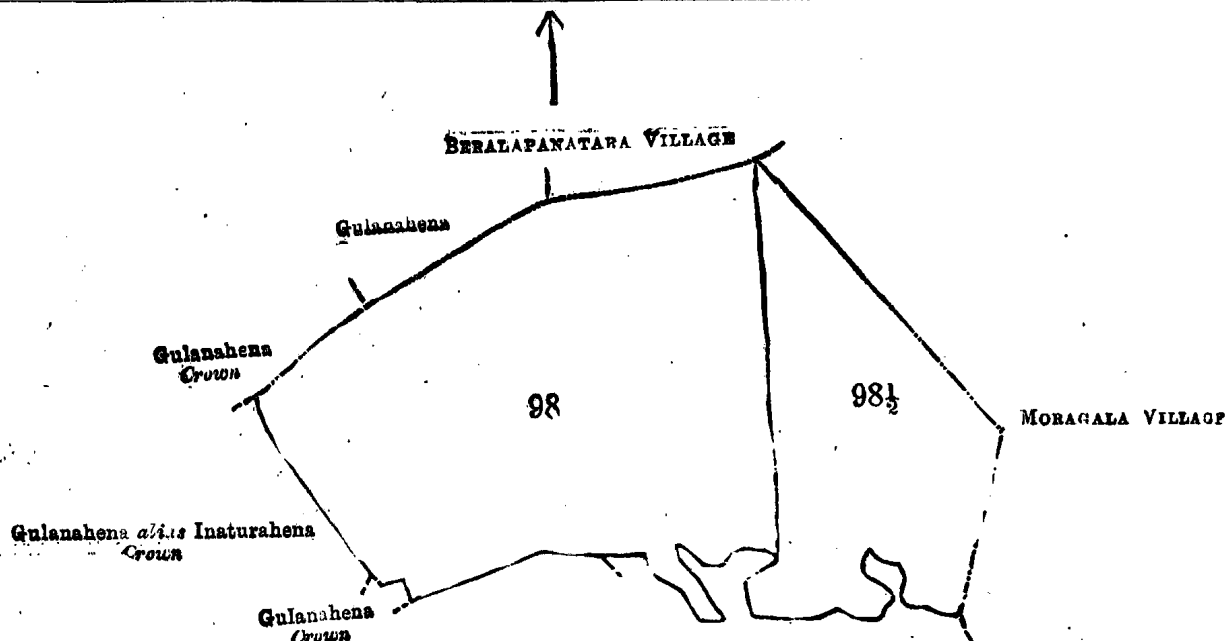 BERALAPANATARA VILLAGE
Gulanahena
Gulanahena
Crown
98
98½
MORAGALA VILLAGE
Gulanahena alias Inaturahena
Crown
Gulanahena
Crown